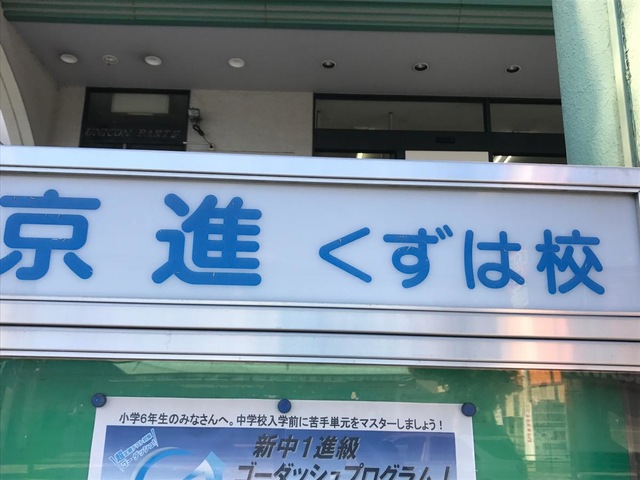 京進 くずは校
小学6年生のみなさんへ。中学校入学前に苦手単元をマスターしましょう!
新中1進級
ゴーダッシュプログラム!